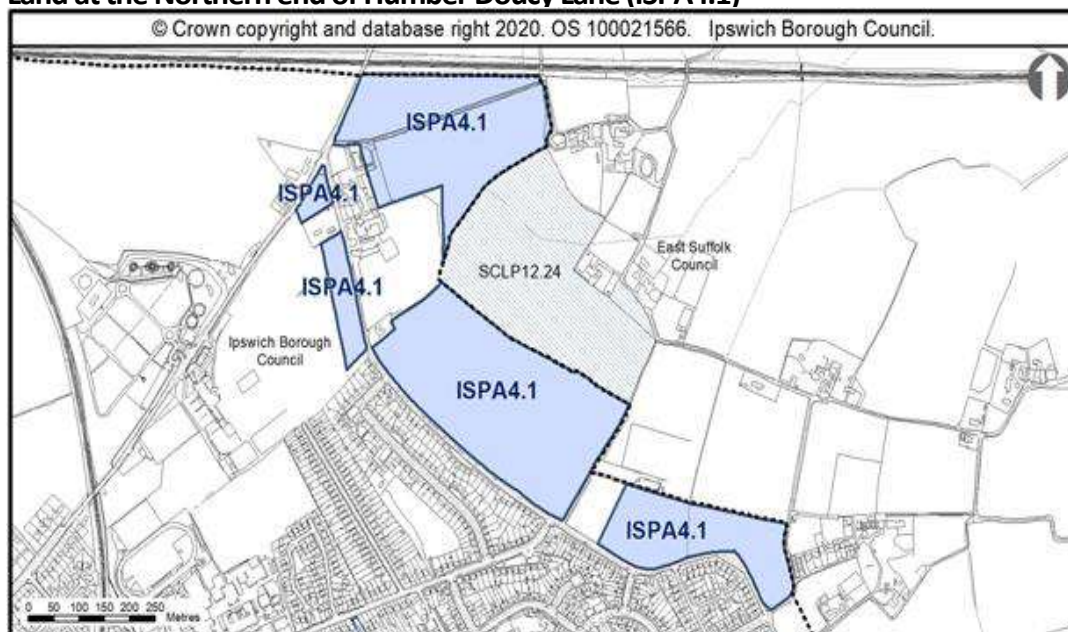 Land at the Northern end of Humber Doucy Lane (ISPA4.1)
© Crown copyright and database right 2020. OS 100021566. Ipswich Borough Council.
ISPA4.1
ISPA4.1
East Suffolk
Council
SCLP12.24
ISPA4.1
Ipswich Borough
Council
ISPA4.1
ISPA4.1
0 50 100 150 200 250
Metres